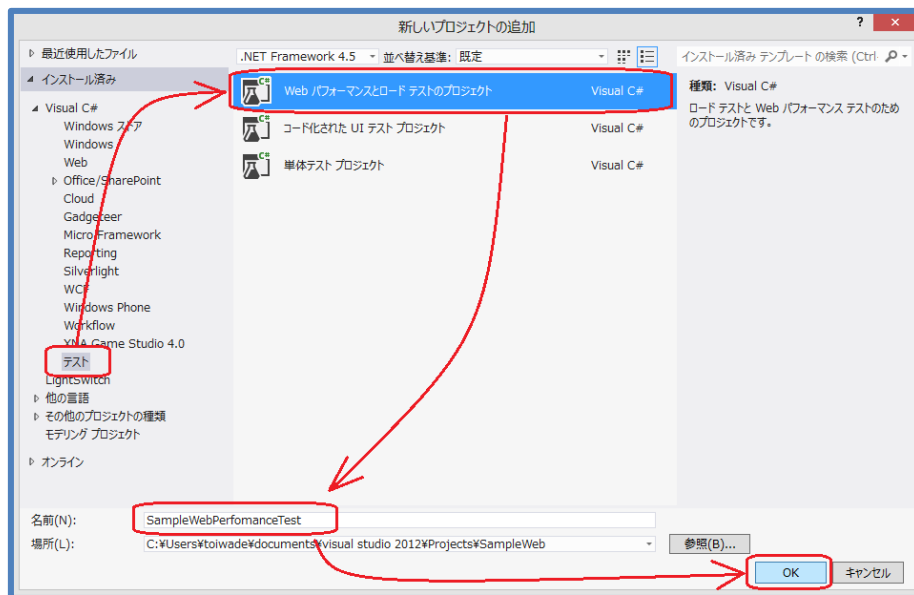 新しいプロジェクトの追加
? ×
最近使用したファイル
インストール済み
Visual C#
Windows ストア
Windows
Web
Office/SharePoint
Cloud
Gadgeteer
Micro Framework
Reporting
Silverlight
WCF
Windows Phone
Workflow
XNA Game Studio 4.0
テスト
LightSwitch
他の言語
その他のプロジェクトの種類
モデリング プロジェクト
オンライン
.NET Framework 4.5 並べ替え基準: 既定
Web パフォーマンスとロード テストのプロジェクト Visual C#
コード化された UI テスト プロジェクト Visual C#
単体テスト プロジェクト Visual C#
インストール済み テンプレート の検索 (Ctrl-
種類: Visual C#
ロード テストと Web パフォーマンス テストのため
のプロジェクトです。
名前(N): SampleWebPerfomanceTest
場所(L): C:¥Users¥toiwade¥documents¥visual studio 2012¥Projects¥SampleWeb 参照(B)...
OK キャンセル